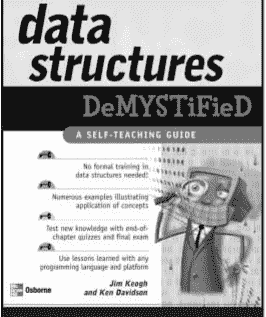 data
structures
DeMYSTiFieD
A SELF-TEACHING GUIDE
No formal training in
data structures needed!
Numerous examples illustrating
application of concepts
Test new knowledge with end-of-
chapter quizzes and final exam
Use lessons learned with any
programming language and platform
Jim Keogh
and Ken Davidson
Osborne